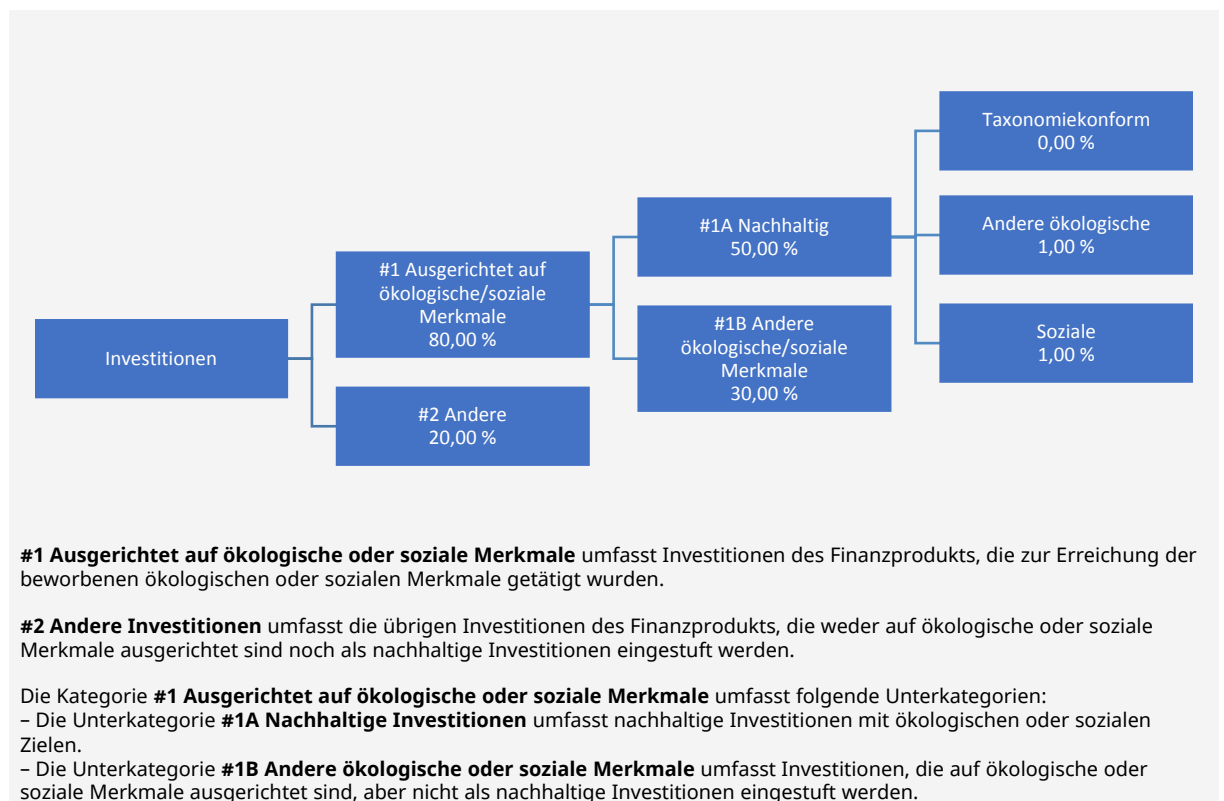 Investitionen
#1 Ausgerichtet auf
ökologische/soziale
Merkmale
80,00 %
#2 Andere
20,00 %
#1A Nachhaltig
50,00 %
#1B Andere
ökologische/soziale
Merkmale
30,00 %
Taxonomiekonform
0,00 %
Andere ökologische
1,00 %
Soziale
1,00 %
#1 Ausgerichtet auf ökologische oder soziale Merkmale umfasst Investitionen des Finanzprodukts, die zur Erreichung der
beworbenen ökologischen oder sozialen Merkmale getätigt wurden.
#2 Andere Investitionen umfasst die übrigen Investitionen des Finanzprodukts, die weder auf ökologische oder soziale
Merkmale ausgerichtet sind noch als nachhaltige Investitionen eingestuft werden.
Die Kategorie #1 Ausgerichtet auf ökologische oder soziale Merkmale umfasst folgende Unterkategorien:
– Die Unterkategorie #1A Nachhaltige Investitionen umfasst nachhaltige Investitionen mit ökologischen oder sozialen
Zielen.
– Die Unterkategorie #1B Andere ökologische oder soziale Merkmale umfasst Investitionen, die auf ökologische oder
soziale Merkmale ausgerichtet sind, aber nicht als nachhaltige Investitionen eingestuft werden.